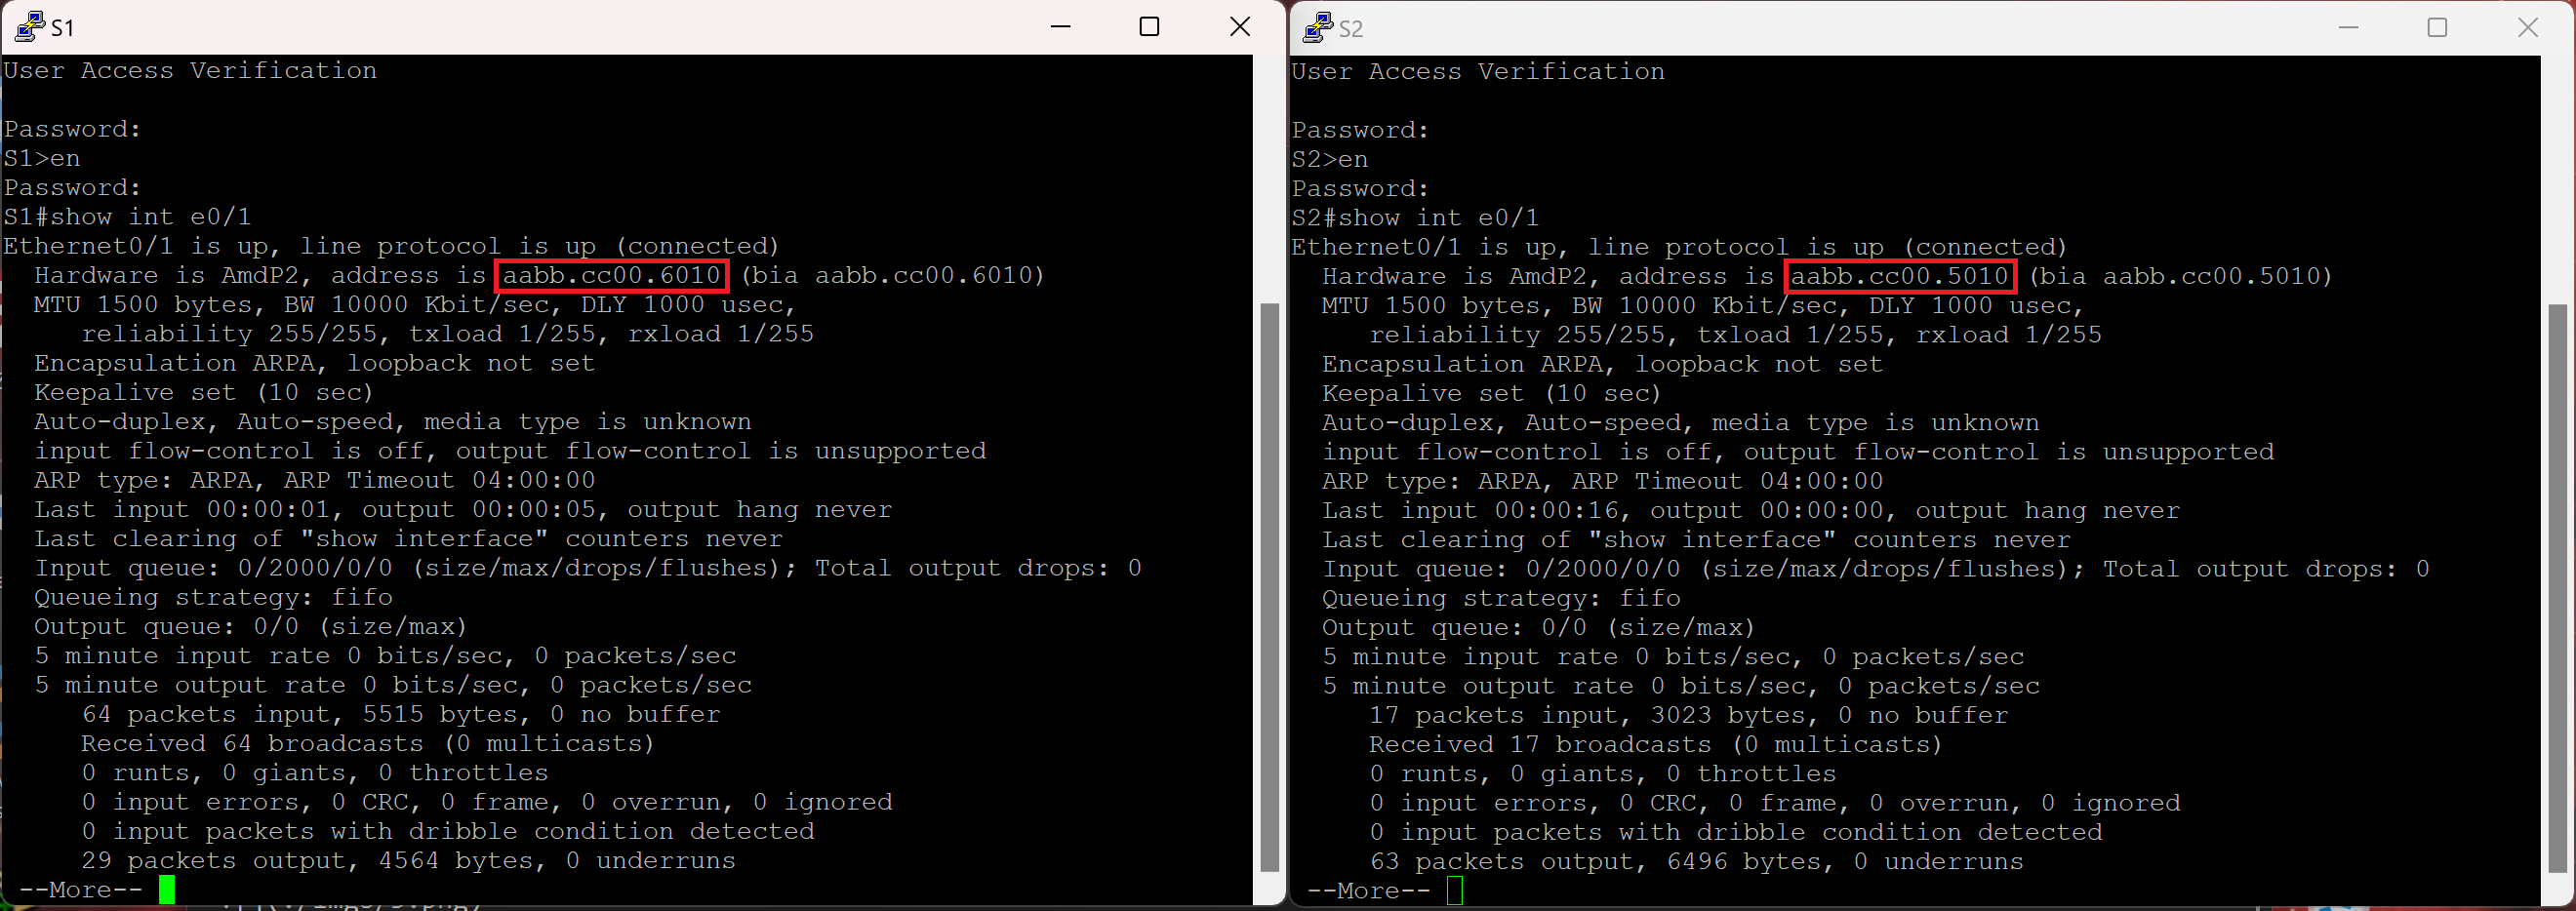 S1
User Access Verification
Password:
S1>en
Password:
S1#show int e0/1
Ethernet0/1 is up, line protocol is up (connected)
Hardware is AmdP2, address is aabb.cc00.6010 (bia aabb.cc00.6010)
MTU 1500 bytes, BW 10000 Kbit/sec, DLY 1000 usec,
reliability 255/255, txload 1/255, rxload 1/255
Encapsulation ARPA, loopback not set
Keepalive set (10 sec)
Auto-duplex, Auto-speed, media type is unknown
input flow-control is off, output flow-control is unsupported
ARP type: ARPA, ARP Timeout 04:00:00
Last input 00:00:01, output 00:00:05, output hang never
Last clearing of "show interface" counters never
Input queue: 0/2000/0/0 (size/max/drops/flushes); Total output drops: 0
Queueing strategy: fifo
Output queue: 0/0 (size/max)
5 minute input rate 0 bits/sec, 0 packets/sec
5 minute output rate 0 bits/sec, 0 packets/sec
64 packets input, 5515 bytes, 0 no buffer
Received 64 broadcasts (0 multicasts)
0 runts, 0 giants, 0 throttles
0 input errors, 0 CRC, 0 frame, 0 overrun, 0 ignored
0 input packets with dribble condition detected
29 packets output, 4564 bytes, 0 underruns
--More--
S2
User Access Verification
Password:
S2>en
Password:
S2#show int e0/1
Ethernet0/1 is up, line protocol is up (connected)
Hardware is AmdP2, address is aabb.cc00.5010 (bia aabb.cc00.5010)
MTU 1500 bytes, BW 10000 Kbit/sec, DLY 1000 usec,
reliability 255/255, txload 1/255, rxload 1/255
Encapsulation ARPA, loopback not set
Keepalive set (10 sec)
Auto-duplex, Auto-speed, media type is unknown
input flow-control is off, output flow-control is unsupported
ARP type: ARPA, ARP Timeout 04:00:00
Last input 00:00:16, output 00:00:00, output hang never
Last clearing of "show interface" counters never
Input queue: 0/2000/0/0 (size/max/drops/flushes); Total output drops: 0
Queueing strategy: fifo
Output queue: 0/0 (size/max)
5 minute input rate 0 bits/sec, 0 packets/sec
5 minute output rate 0 bits/sec, 0 packets/sec
17 packets input, 3023 bytes, 0 no buffer
Received 17 broadcasts (0 multicasts)
0 runts, 0 giants, 0 throttles
0 input errors, 0 CRC, 0 frame, 0 overrun, 0 ignored
0 input packets with dribble condition detected
63 packets output, 6496 bytes, 0 underruns
--More--